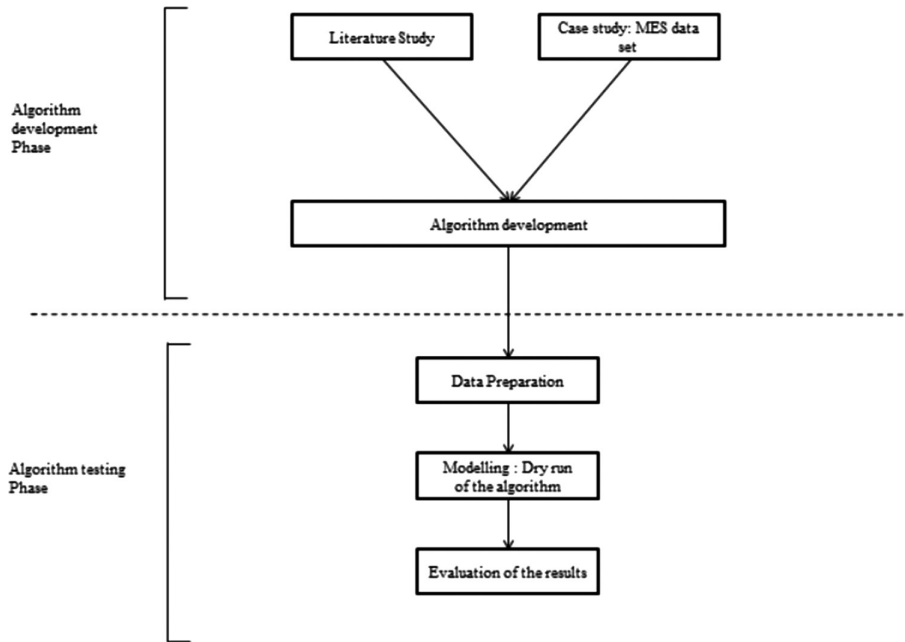 Literature Study
Case study: MES data
set
Algorithm
development
Phase
Algorithm development
Data Preparation
Algorithm testing
Phase
Modelling : Dry run
of the algorithm
Evaluation of the results